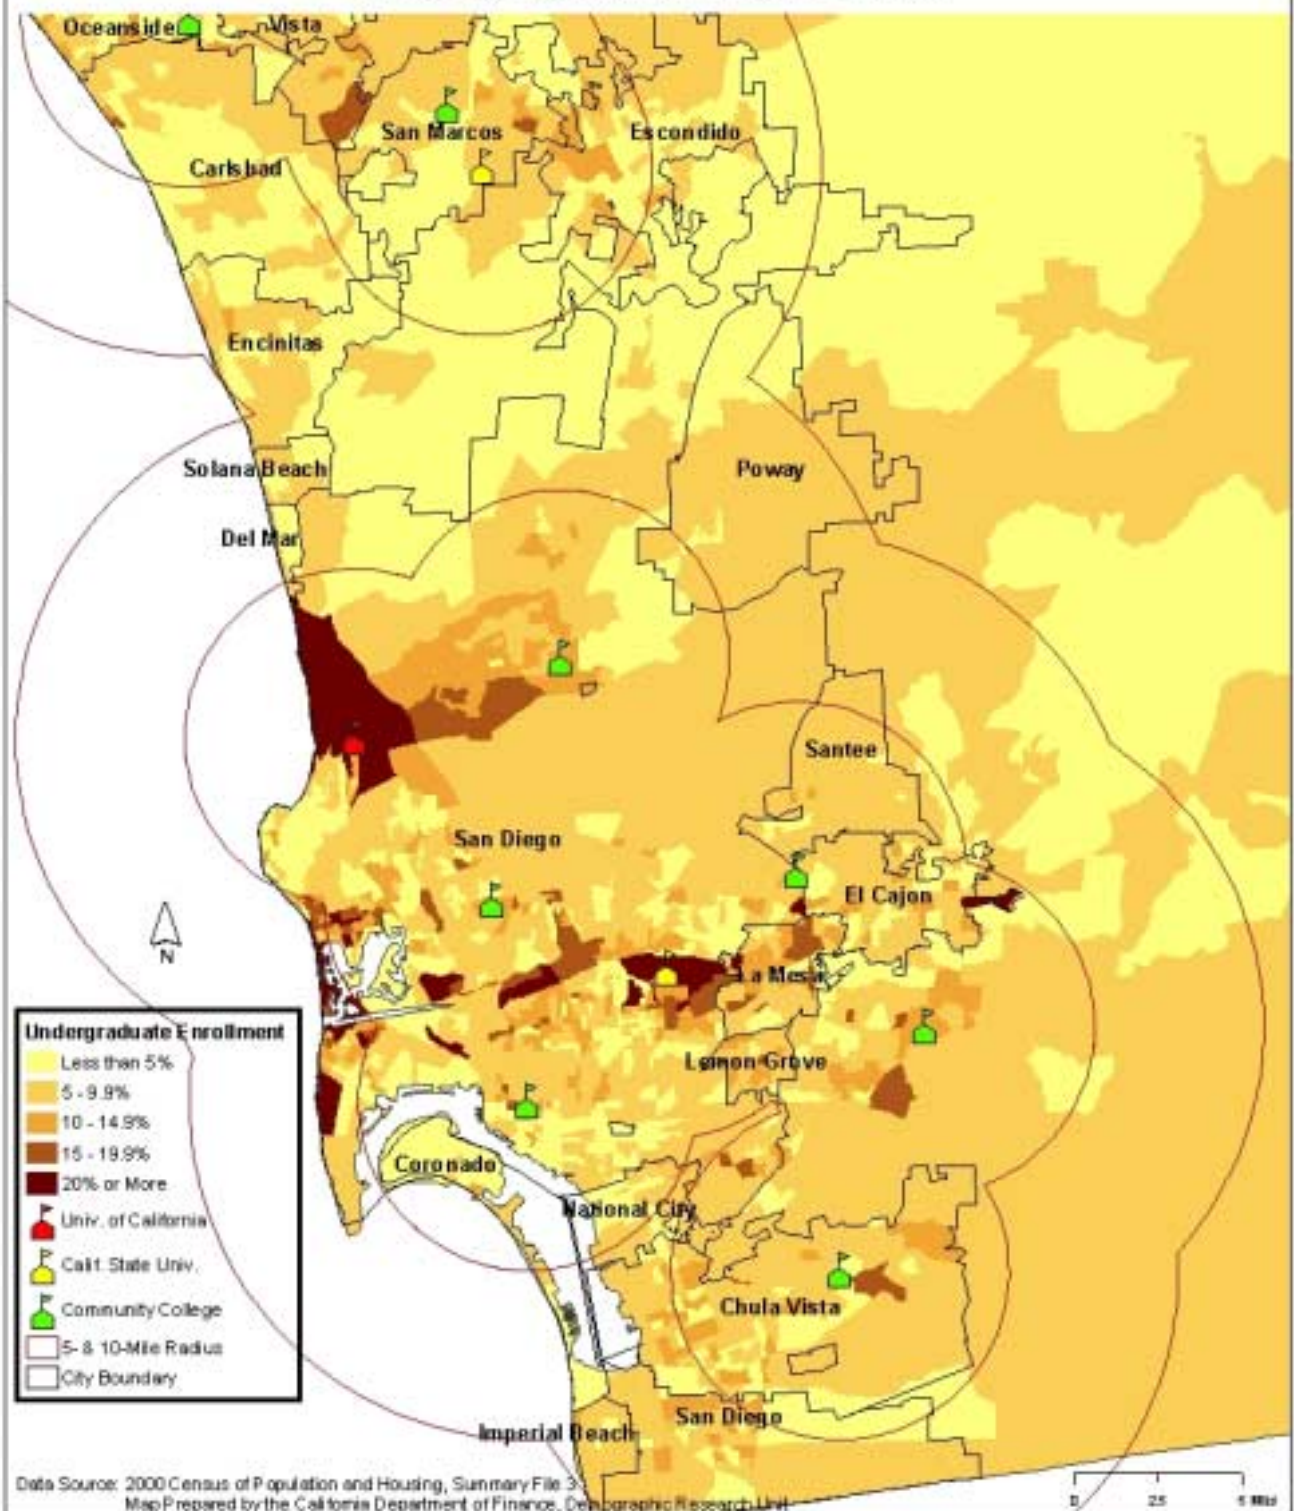 Oceanside
Vista
San Marcos
Escondido
Carlsbad
Encinitas
Solana Beach
Poway
Del Mar
Santee
San Diego
El Cajon
N
La Mesa
Lemon Grove
Undergraduate Enrollment
Less than 5%
5 - 9.9%
10 - 14.9%
15 - 19.9%
20% or More
Univ. of California
Calif. State Univ.
Community College
5- & 10-Mile Radius
City Boundary
Coronado
National City
Chula Vista
San Diego
Imperial Beach
Data Source: 2000 Census of Population and Housing, Summary File 3
Map Prepared by the California Department of Finance, Demographic Research Unit
0